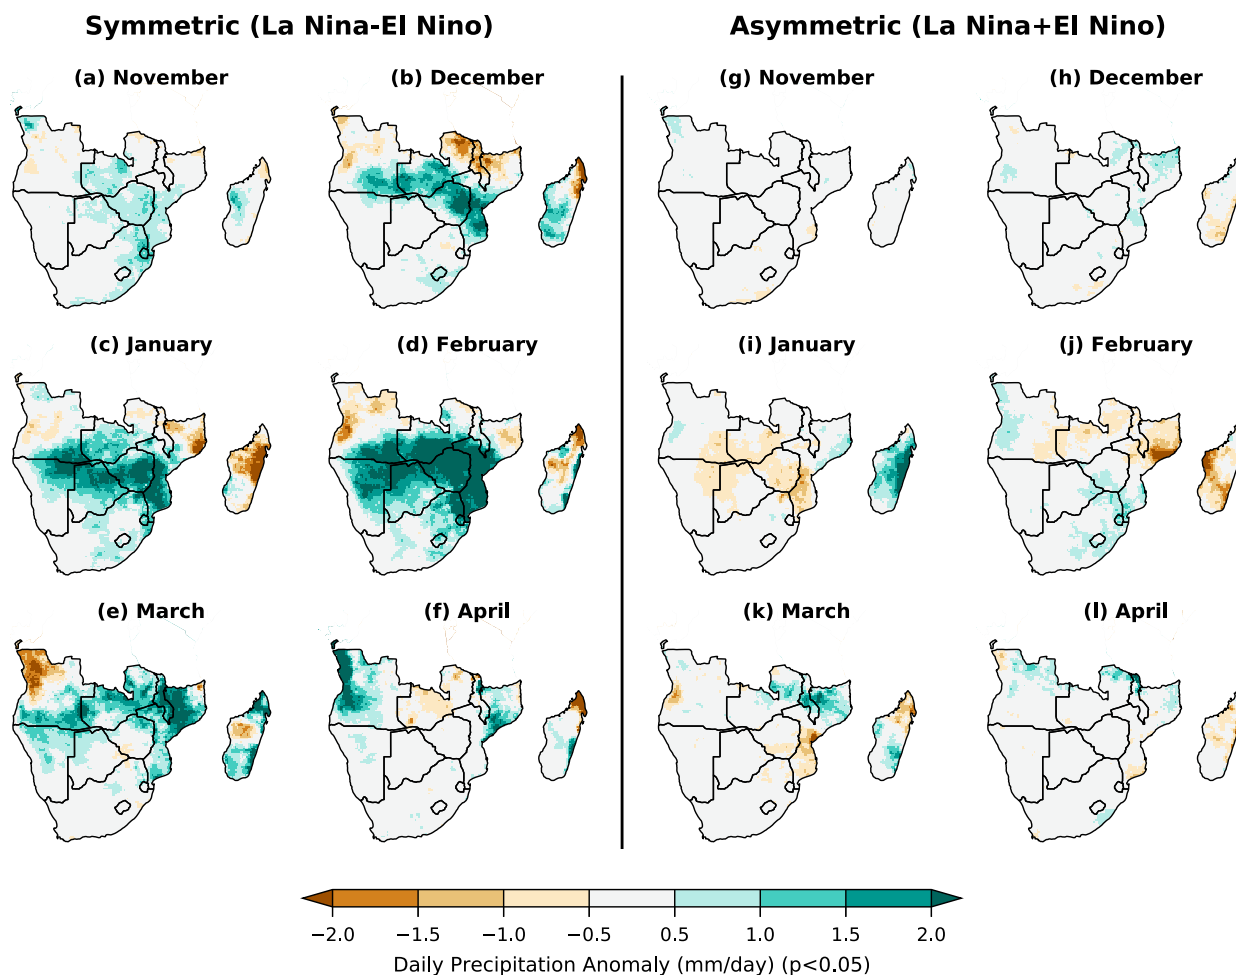 Symmetric (La Nina-El Nino)
Asymmetric (La Nina+El Nino)
(a) November
(b) December
(g) November
(h) December
(c) January
(d) February
(i) January
(j) February
(e) March
(f) April
(k) March
(l) April
−2.0 −1.5 −1.0 −0.5 0.5 1.0 1.5 2.0
Daily Precipitation Anomaly (mm/day) (p<0.05)